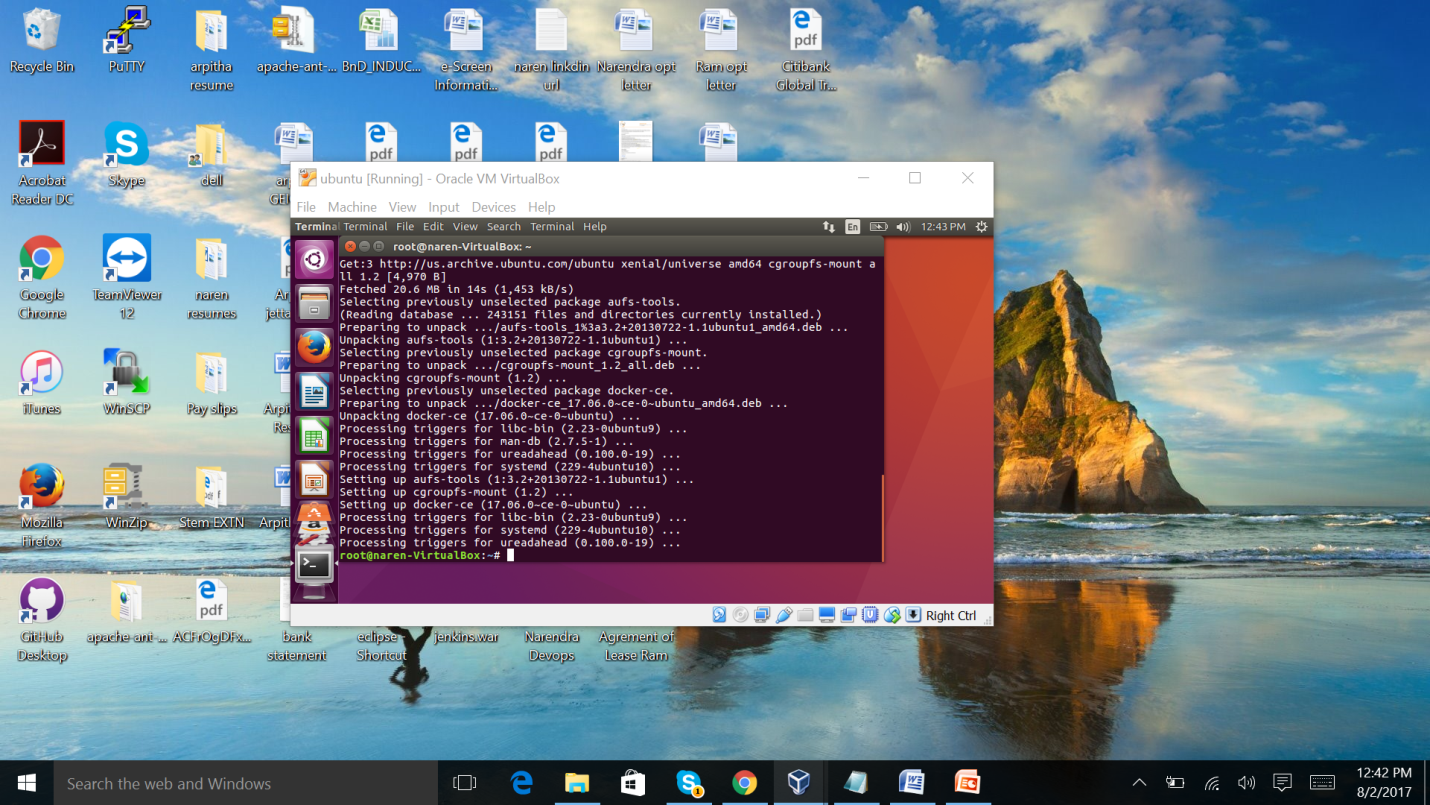 Recycle Bin
PuTTY
arpitha
resume
apache-ant-...
BnD_INDUC...
e-Screen
Informati...
naren linkdin
url
Narendra opt
letter
Ram opt
letter
Citibank
Global Tr...
pdf
Acrobat
Reader DC
Skype
dell
pdf
pdf
pdf
Google
Chrome
TeamViewer
12
naren
resumes
iTunes
WinSCP
Pay slips
Mozilla
Firefox
WinZip
Stem EXTN
GitHub
Desktop
apache-ant-...
pdf
ACFrOgDFx...
bank
statement
eclipse -
Shortcut
jenkins.war
Narendra
Devops
Agrement of
Lease Ram
ubuntu [Running] - Oracle VM VirtualBox
File Machine View Input Devices Help
Terminal Terminal File Edit View Search Terminal Help En 12:43 PM
root@naren-VirtualBox: ~
Get:3 http://us.archive.ubuntu.com/ubuntu xenial/universe amd64 cgroupfs-mount a
ll 1.2 [4,970 B]
Fetched 20.6 MB in 14s (1,453 kB/s)
Selecting previously unselected package aufs-tools.
(Reading database ... 243151 files and directories currently installed.)
Preparing to unpack .../aufs-tools_1%3a3.2+20130722-1.1ubuntu1_amd64.deb ...
Unpacking aufs-tools (1:3.2+20130722-1.1ubuntu1) ...
Selecting previously unselected package cgroupfs-mount.
Preparing to unpack .../cgroupfs-mount_1.2_all.deb ...
Unpacking cgroupfs-mount (1.2) ...
Selecting previously unselected package docker-ce.
Preparing to unpack .../docker-ce_17.06.0~ce-0~ubuntu_amd64.deb ...
Unpacking docker-ce (17.06.0~ce-0~ubuntu) ...
Processing triggers for libc-bin (2.23-0ubuntu9) ...
Processing triggers for man-db (2.7.5-1) ...
Processing triggers for ureadahead (0.100.0-19) ...
Processing triggers for systemd (229-4ubuntu10) ...
Setting up aufs-tools (1:3.2+20130722-1.1ubuntu1) ...
Setting up cgroupfs-mount (1.2) ...
Setting up docker-ce (17.06.0~ce-0~ubuntu) ...
Processing triggers for libc-bin (2.23-0ubuntu9) ...
Processing triggers for systemd (229-4ubuntu10) ...
Processing triggers for ureadahead (0.100.0-19) ...
root@naren-VirtualBox:~#
Right Ctrl
Search the web and Windows
12:42 PM
8/2/2017